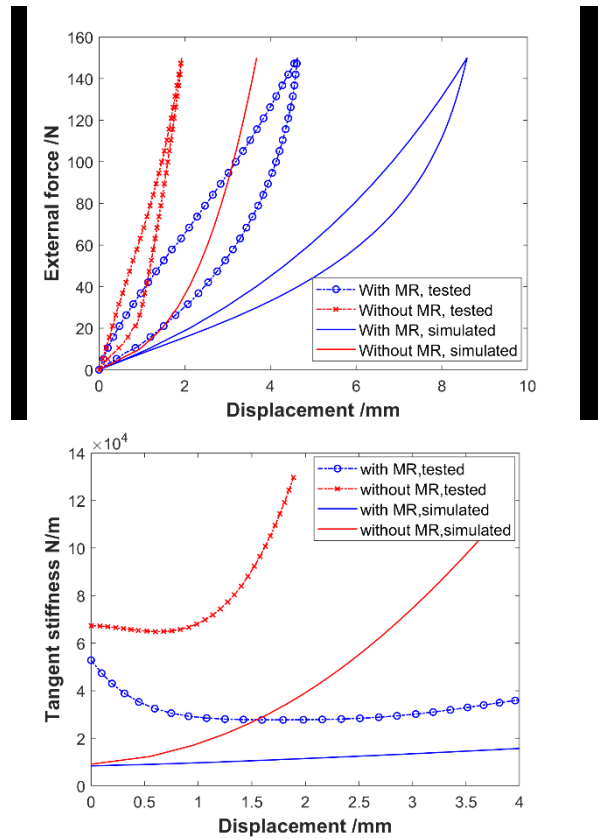 160
140
120
100
80
60
40
20
0
External force /N
With MR, tested
Without MR, tested
With MR, simulated
Without MR, simulated
0 2 4 6 8 10
Displacement /mm
×10⁴
14
12
10
8
6
4
2
0
Tangent stiffness N/m
with MR,tested
without MR,tested
with MR,simulated
without MR,simulated
0 0.5 1 1.5 2 2.5 3 3.5 4
Displacement /mm